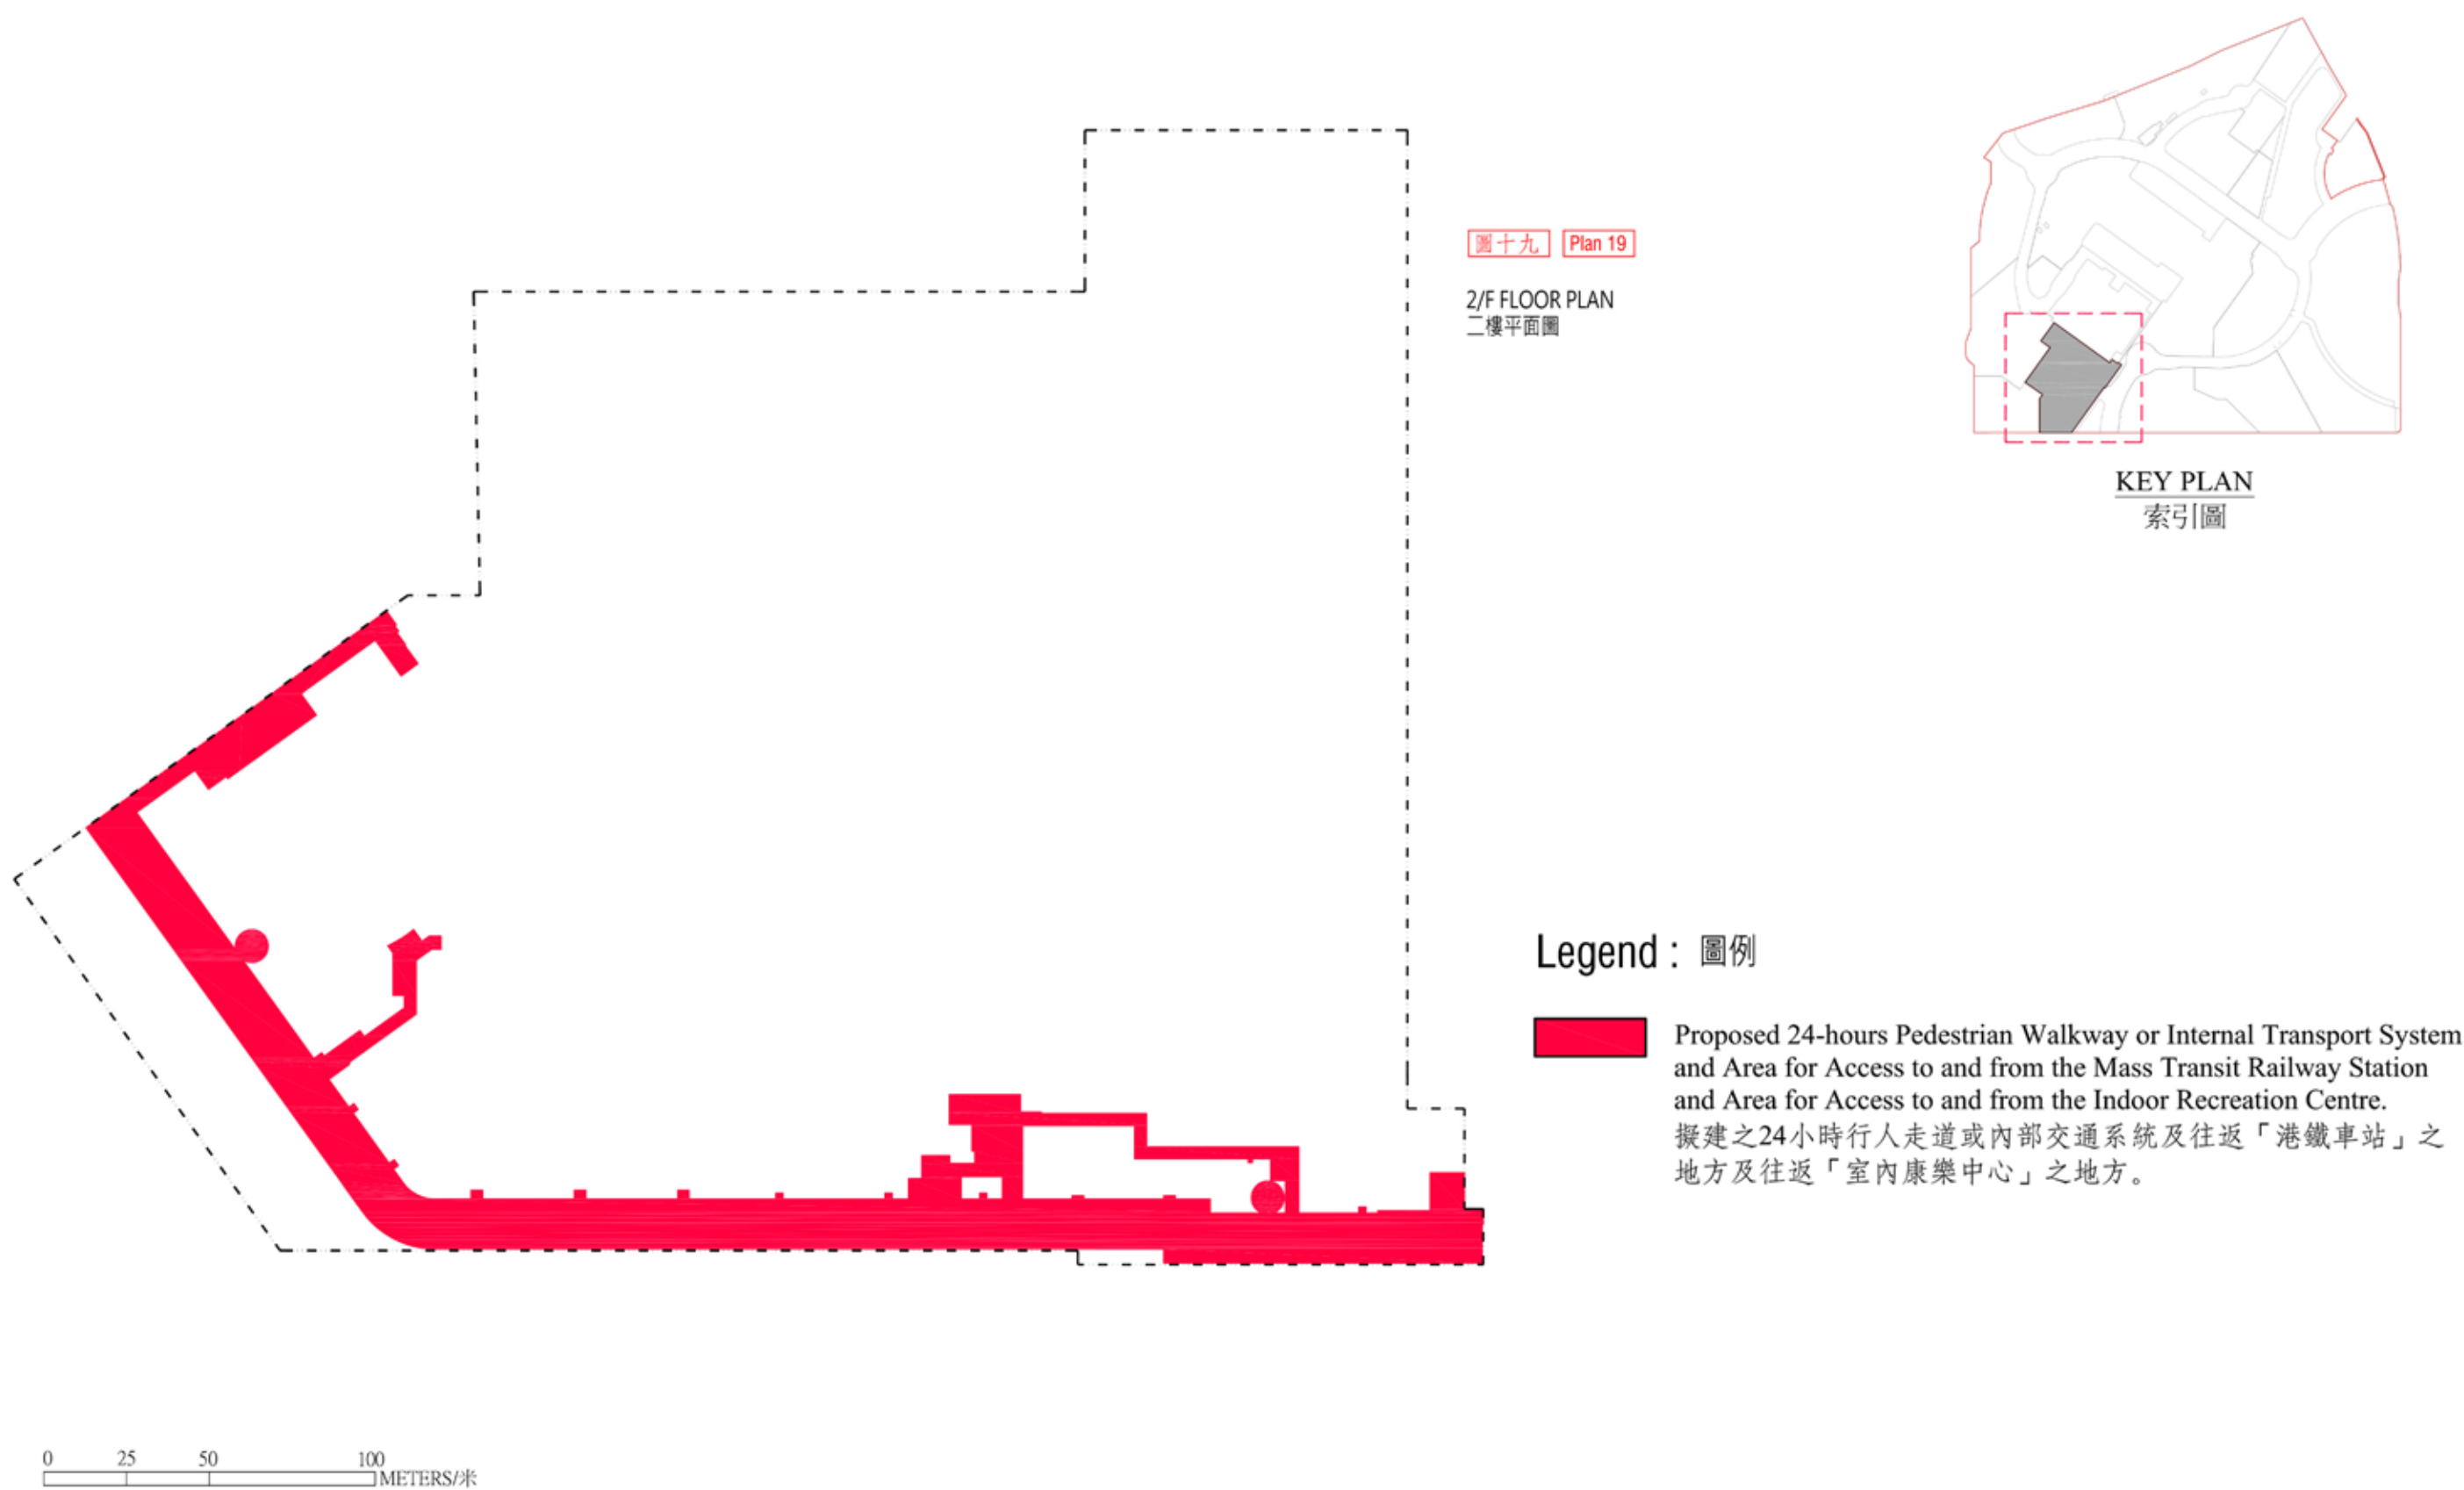 圖十九 Plan 19
2/F FLOOR PLAN
二樓平面圖
KEY PLAN
索引圖
Legend : 圖例
Proposed 24-hours Pedestrian Walkway or Internal Transport System
and Area for Access to and from the Mass Transit Railway Station
and Area for Access to and from the Indoor Recreation Centre.
擬建之24小時行人走道或內部交通系統及往返「港鐵車站」之
地方及往返「室內康樂中心」之地方。
0 25 50 100
METERS/米